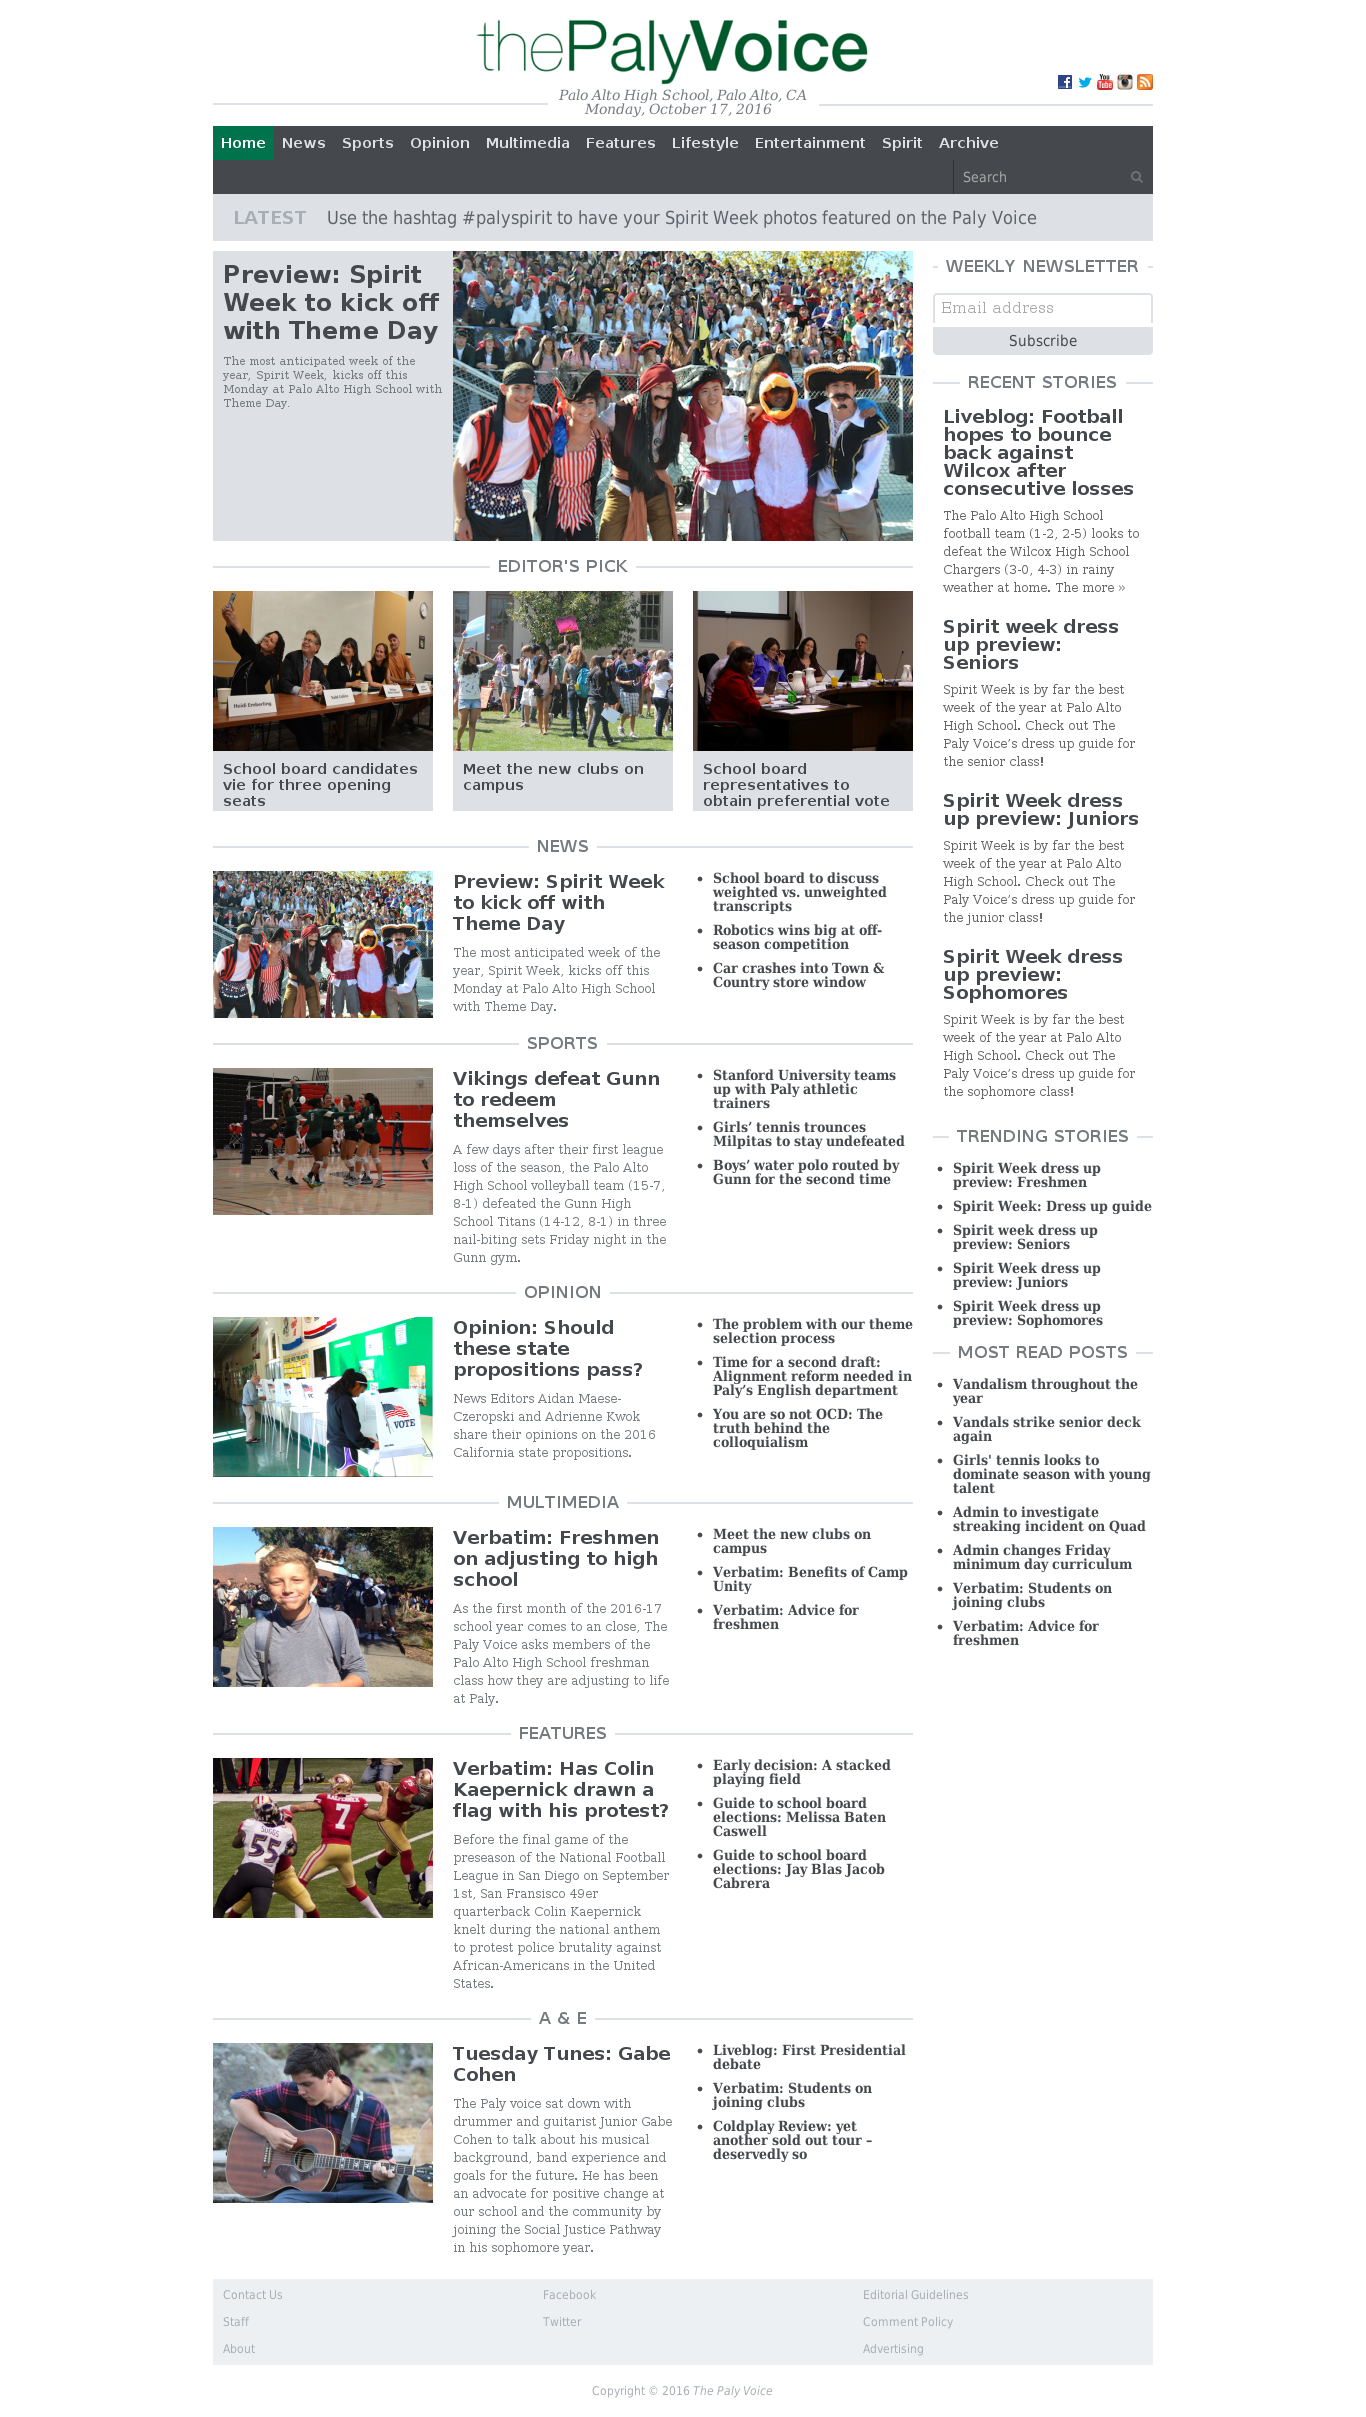 thePalyVoice
Palo Alto High School, Palo Alto, CA
Monday, October 17, 2016
Home News Sports Opinion Multimedia Features Lifestyle Entertainment Spirit Archive
Search
LATEST Use the hashtag #palyspirit to have your Spirit Week photos featured on the Paly Voice
Preview: Spirit
Week to kick off
with Theme Day
The most anticipated week of the
year, Spirit Week, kicks off this
Monday at Palo Alto High School with
Theme Day.
EDITOR'S PICK
School board candidates
vie for three opening
seats
Meet the new clubs on
campus
School board
representatives to
obtain preferential vote
NEWS
Preview: Spirit Week
to kick off with
Theme Day
The most anticipated week of the
year, Spirit Week, kicks off this
Monday at Palo Alto High School
with Theme Day.
• School board to discuss
weighted vs. unweighted
transcripts
• Robotics wins big at off-
season competition
• Car crashes into Town &
Country store window
SPORTS
Vikings defeat Gunn
to redeem
themselves
A few days after their first league
loss of the season, the Palo Alto
High School volleyball team (15-7,
8-1) defeated the Gunn High
School Titans (14-12, 8-1) in three
nail-biting sets Friday night in the
Gunn gym.
• Stanford University teams
up with Paly athletic
trainers
• Girls’ tennis trounces
Milpitas to stay undefeated
• Boys’ water polo routed by
Gunn for the second time
OPINION
VOTE
Opinion: Should
these state
propositions pass?
News Editors Aidan Maese-
Czeropski and Adrienne Kwok
share their opinions on the 2016
California state propositions.
• The problem with our theme
selection process
• Time for a second draft:
Alignment reform needed in
Paly’s English department
• You are so not OCD: The
truth behind the
colloquialism
MULTIMEDIA
Verbatim: Freshmen
on adjusting to high
school
As the first month of the 2016-17
school year comes to an close, The
Paly Voice asks members of the
Palo Alto High School freshman
class how they are adjusting to life
at Paly.
• Meet the new clubs on
campus
• Verbatim: Benefits of Camp
Unity
• Verbatim: Advice for
freshmen
FEATURES
7
55
Verbatim: Has Colin
Kaepernick drawn a
flag with his protest?
Before the final game of the
preseason of the National Football
League in San Diego on September
1st, San Fransisco 49er
quarterback Colin Kaepernick
knelt during the national anthem
to protest police brutality against
African-Americans in the United
States.
• Early decision: A stacked
playing field
• Guide to school board
elections: Melissa Baten
Caswell
• Guide to school board
elections: Jay Blas Jacob
Cabrera
A & E
Tuesday Tunes: Gabe
Cohen
The Paly voice sat down with
drummer and guitarist Junior Gabe
Cohen to talk about his musical
background, band experience and
goals for the future. He has been
an advocate for positive change at
our school and the community by
joining the Social Justice Pathway
in his sophomore year.
• Liveblog: First Presidential
debate
• Verbatim: Students on
joining clubs
• Coldplay Review: yet
another sold out tour –
deservedly so
WEEKLY NEWSLETTER
Email address
Subscribe
RECENT STORIES
Liveblog: Football
hopes to bounce
back against
Wilcox after
consecutive losses
The Palo Alto High School
football team (1-2, 2-5) looks to
defeat the Wilcox High School
Chargers (3-0, 4-3) in rainy
weather at home. The more »
Spirit week dress
up preview:
Seniors
Spirit Week is by far the best
week of the year at Palo Alto
High School. Check out The
Paly Voice’s dress up guide for
the senior class!
Spirit Week dress
up preview: Juniors
Spirit Week is by far the best
week of the year at Palo Alto
High School. Check out The
Paly Voice’s dress up guide for
the junior class!
Spirit Week dress
up preview:
Sophomores
Spirit Week is by far the best
week of the year at Palo Alto
High School. Check out The
Paly Voice’s dress up guide for
the sophomore class!
TRENDING STORIES
• Spirit Week dress up
preview: Freshmen
• Spirit Week: Dress up guide
• Spirit week dress up
preview: Seniors
• Spirit Week dress up
preview: Juniors
• Spirit Week dress up
preview: Sophomores
MOST READ POSTS
• Vandalism throughout the
year
• Vandals strike senior deck
again
• Girls' tennis looks to
dominate season with young
talent
• Admin to investigate
streaking incident on Quad
• Admin changes Friday
minimum day curriculum
• Verbatim: Students on
joining clubs
• Verbatim: Advice for
freshmen
Contact Us
Staff
About
Facebook
Twitter
Editorial Guidelines
Comment Policy
Advertising
Copyright © 2016 The Paly Voice